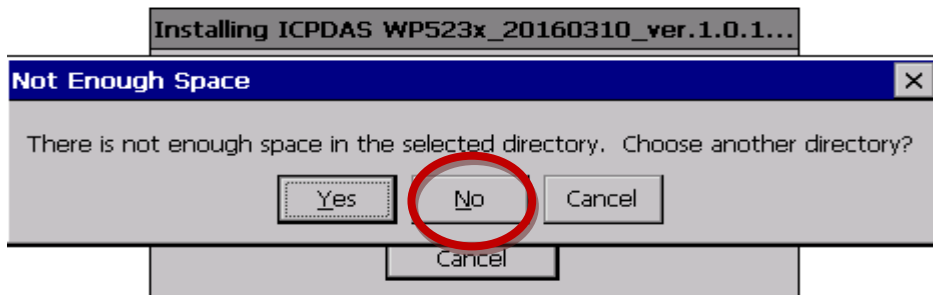 Installing ICPDAS WP523x_20160310_ver.1.0.1...
Not Enough Space
There is not enough space in the selected directory. Choose another directory?
Yes No Cancel
Cancel